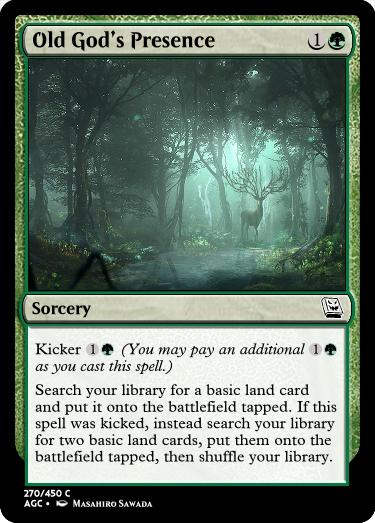 Old God's Presence 1
Sorcery
Kicker 1 (You may pay an additional 1
as you cast this spell.)
Search your library for a basic land card
and put it onto the battlefield tapped. If this
spell was kicked, instead search your library
for two basic land cards, put them onto the
battlefield tapped, then shuffle your library.
270/450 C
AGC • Masahiro Sawada